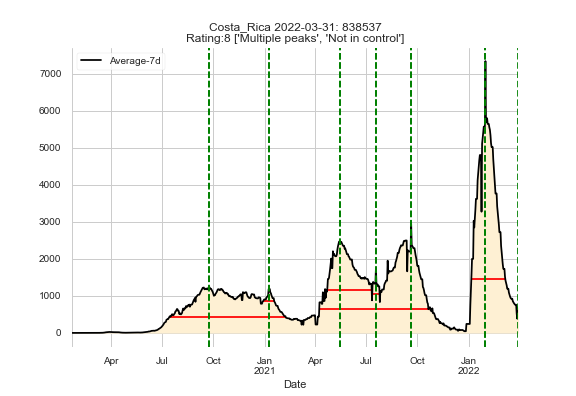 Costa_Rica 2022-03-31: 838537
Rating:8 ['Multiple peaks', 'Not in control']
Average-7d
7000
6000
5000
4000
3000
2000
1000
0
Apr Jul Oct Jan Apr Jul Oct Jan
2021 2022
Date